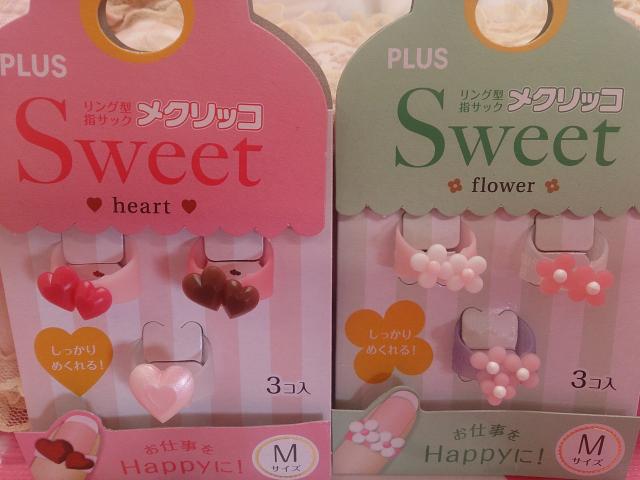 PLUS
リング型
指サック メクリッコ
Sweet
heart
しっかり
めくれる!
3コ入
お仕事を
Happyに!
M
サイズ
PLUS
リング型
指サック メクリッコ
Sweet
flower
しっかり
めくれる!
3コ入
お仕事を
Happyに!
M
サイズ